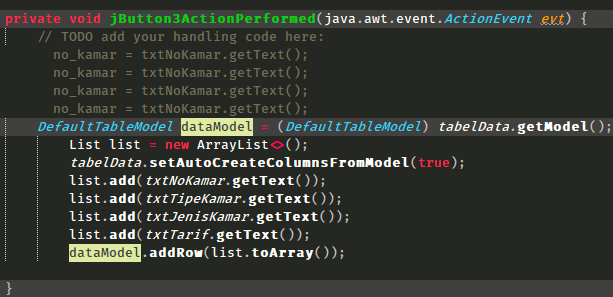 private void jButton3ActionPerformed(java.awt.event.ActionEvent evt) {
// TODO add your handling code here:
no_kamar = txtNoKamar.getText();
no_kamar = txtNoKamar.getText();
no_kamar = txtNoKamar.getText();
no_kamar = txtNoKamar.getText();
DefaultTableModel dataModel = (DefaultTableModel) tabelData.getModel();
List list = new ArrayList<>();
tabelData.setAutoCreateColumnsFromModel(true);
list.add(txtNoKamar.getText());
list.add(txtTipeKamar.getText());
list.add(txtJenisKamar.getText());
list.add(txtTarif.getText());
dataModel.addRow(list.toArray());
}